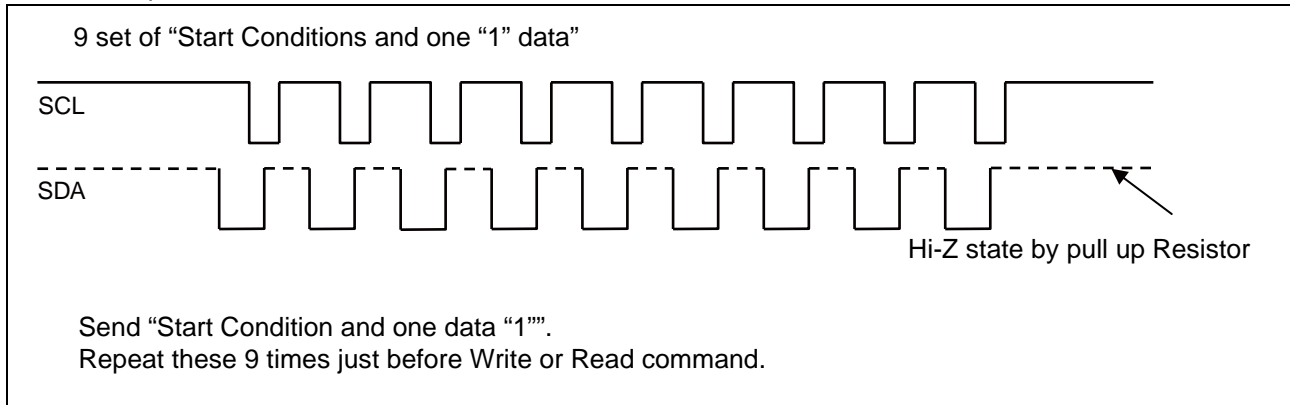 9 set of “Start Conditions and one “1” data”
SCL
SDA
Hi-Z state by pull up Resistor
Send “Start Condition and one data “1””.
Repeat these 9 times just before Write or Read command.